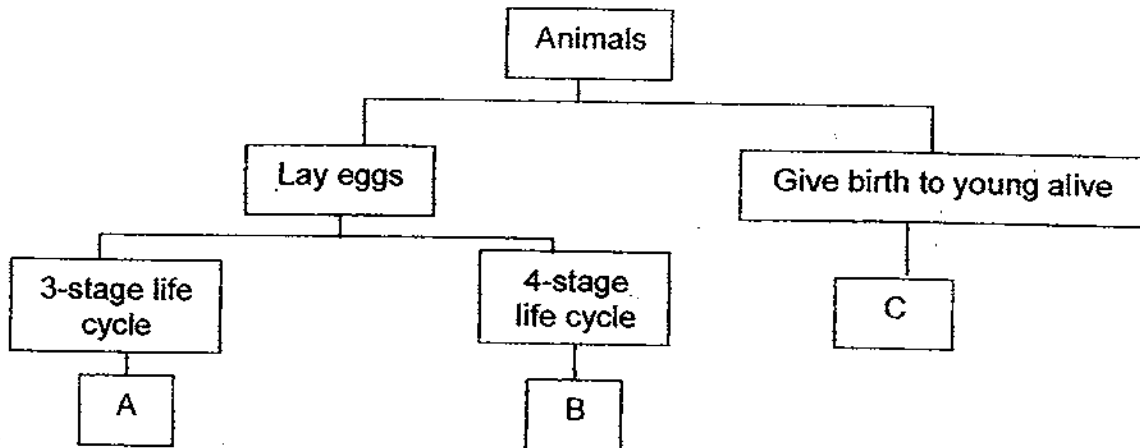 Animals
Lay eggs
Give birth to young alive
3-stage life
cycle
4-stage
life cycle
C
A
B